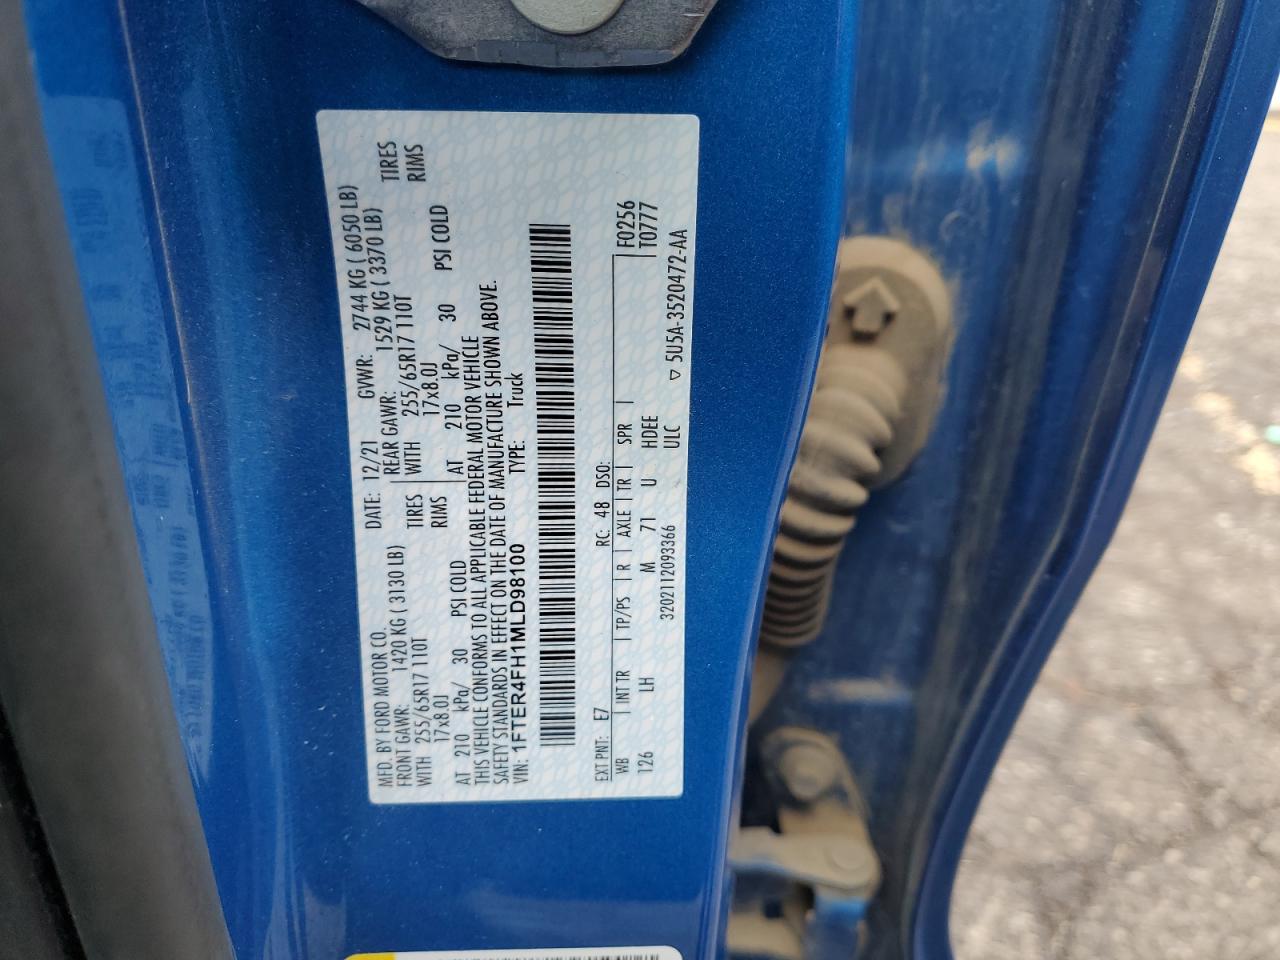 MFD. BY FORD MOTOR CO.
DATE: 12/21 GVWR: 2744 KG ( 6050 LB)
FRONT GAWR: 1420 KG ( 3130 LB)
REAR GAWR: 1529 KG ( 3370 LB)
WITH 255/65R17 110T TIRES
WITH 255/65R17 110T TIRES
17x8.0J RIMS
17x8.0J RIMS
AT 210 kPa/ 30 PSI COLD
AT 210 kPa/ 30 PSI COLD
THIS VEHICLE CONFORMS TO ALL APPLICABLE FEDERAL MOTOR VEHICLE
SAFETY STANDARDS IN EFFECT ON THE DATE OF MANUFACTURE SHOWN ABOVE.
VIN: 1FTER4FH1MLD98100 TYPE: Truck
EXT PNT: E7 RC: 48 DSO: F0256
WB INT TR TP/PS R AXLE TR SPR T0777
126 LH M 71 U HDEE
3202112093366 ULC
▽ 5U5A-3520472-AA